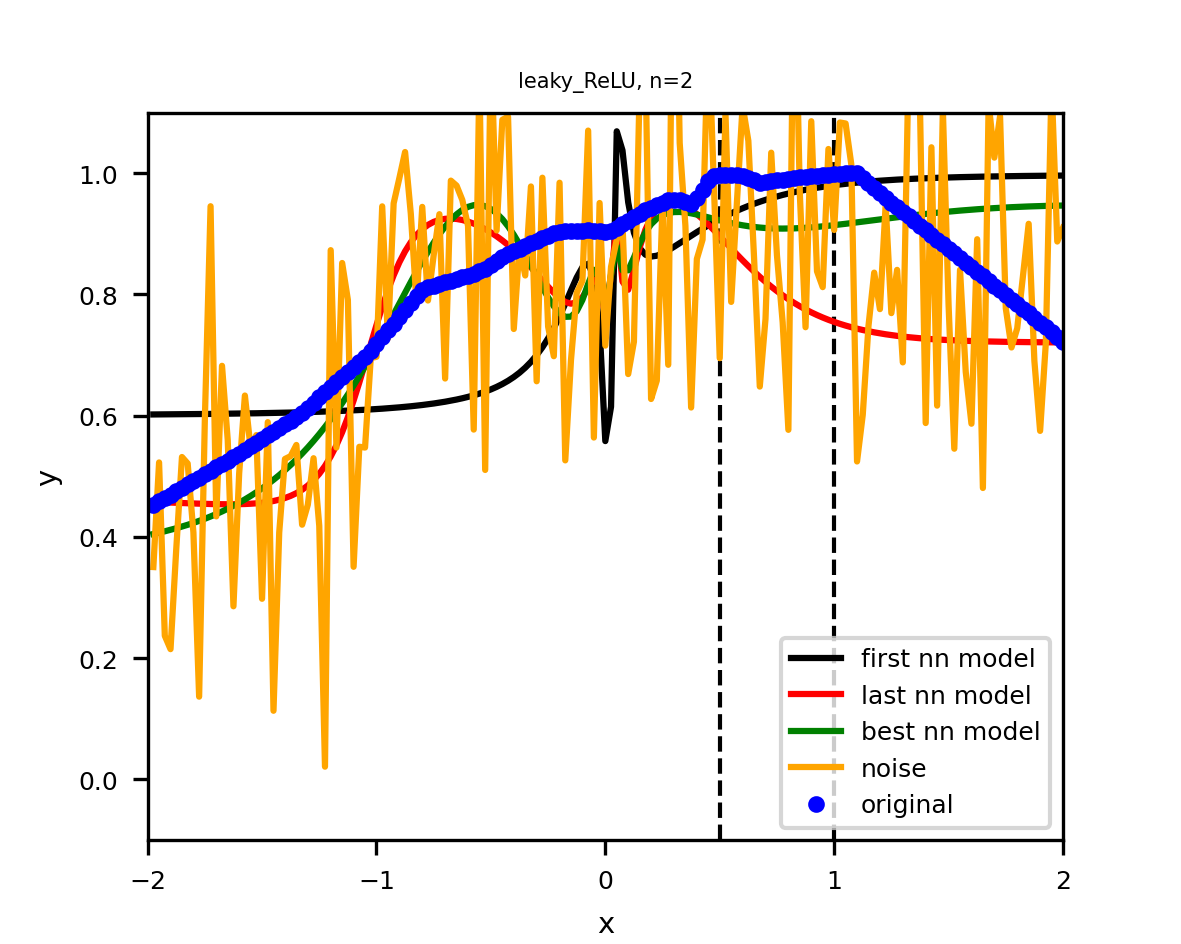 leaky_ReLU, n=2
1.0
0.8
0.6
0.4
0.2
0.0
y
−2
−1
0
1
2
x
first nn model
last nn model
best nn model
noise
original